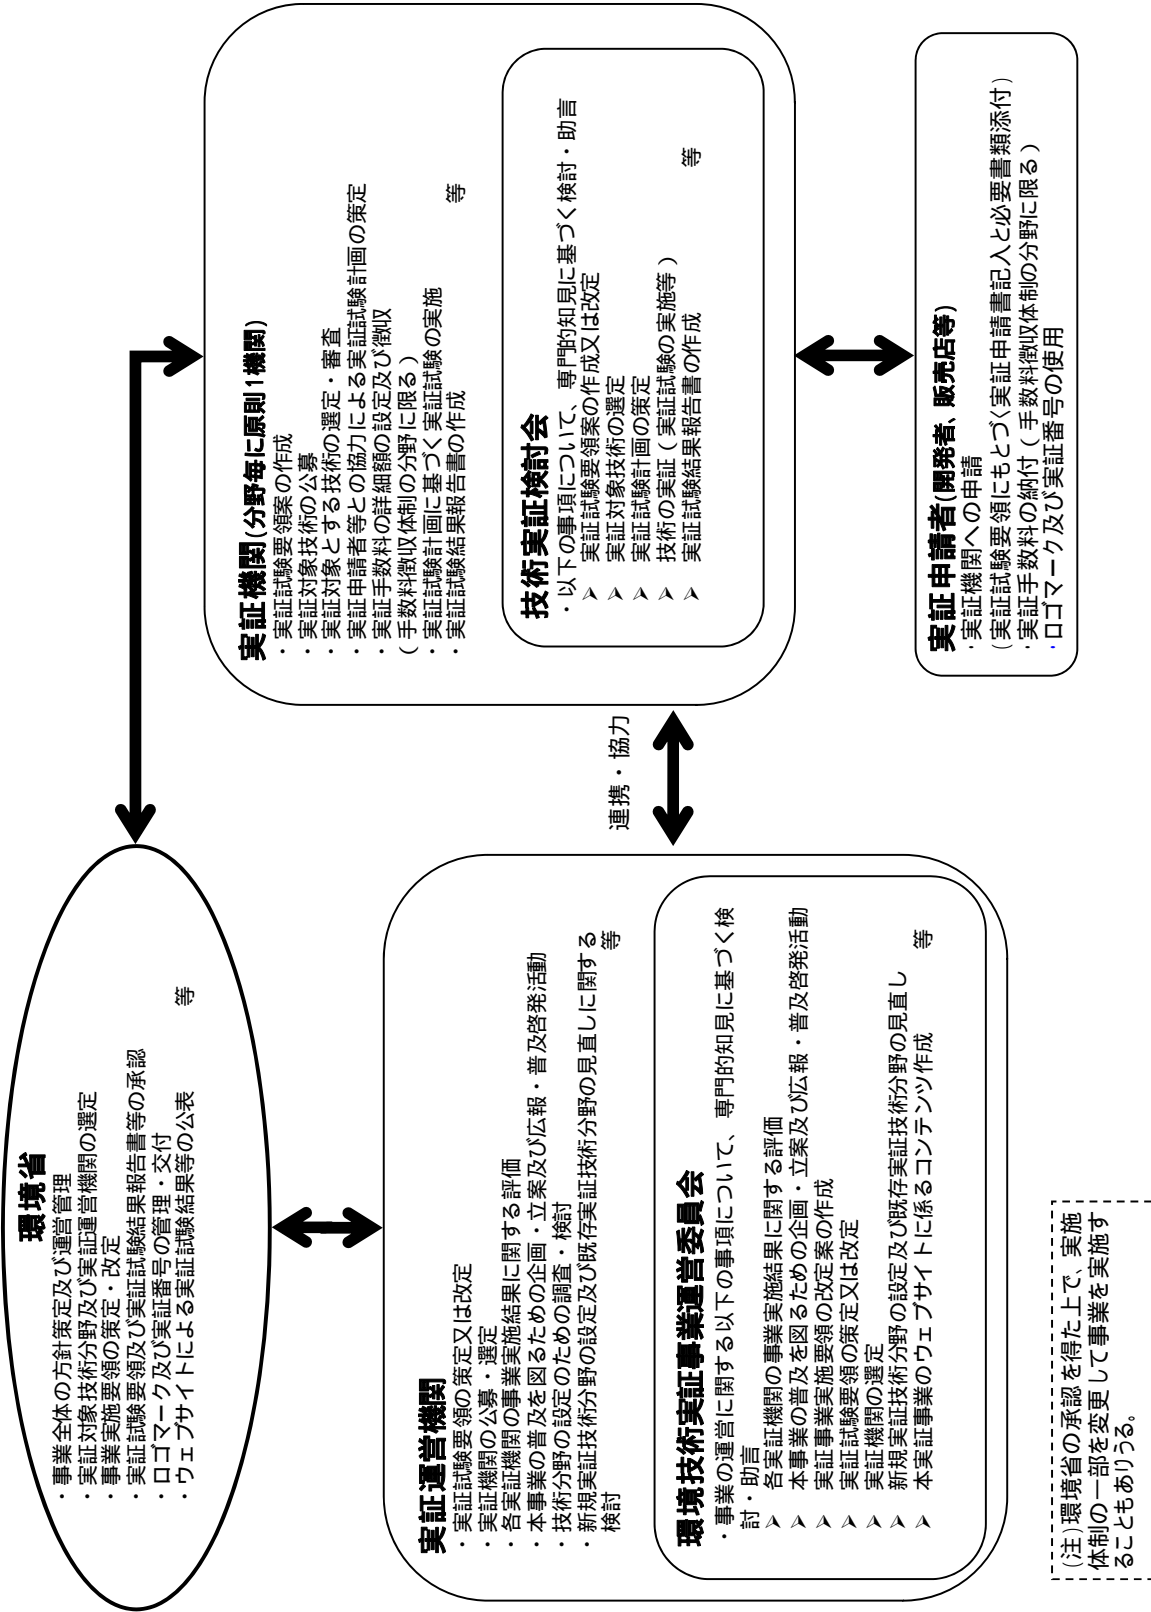 環境省
・事業全体の方針策定及び運営管理
・実証対象技術分野及び実証運営機関の選定
・事業実施要領の策定・改定
・実証試験要領及び実証試験結果報告書等の承認
・ロゴマーク及び実証番号の管理・交付
・ウェブサイトによる実証試験結果等の公表 等
実証運営機関
・実証試験要領の策定又は改定
・実証機関の公募・選定
・各実証機関の事業実施結果に関する評価
・本事業の普及を図るための企画・立案及び広報・普及啓発活動
・技術分野の設定のための調査・検討
・新規実証技術分野の設定及び既存実証技術分野の見直しに関する
検討 等
環境技術実証事業運営委員会
・事業の運営に関する以下の事項について、専門的知見に基づく検
討・助言
➢ 各実証機関の事業実施結果に関する評価
➢ 本事業の普及を図るための企画・立案及び広報・普及啓発活動
➢ 実証事業実施要領の改定案の作成
➢ 実証試験要領の策定又は改定
➢ 実証機関の選定
➢ 新規実証技術分野の設定及び既存実証技術分野の見直し
➢ 本実証事業のウェブサイトに係るコンテンツ作成 等
連携・協力
実証機関(分野毎に原則1機関)
・実証試験要領案の作成
・実証対象技術の公募
・実証対象とする技術の選定・審査
・実証申請者等との協力による実証試験計画の策定
・実証手数料の詳細額の設定及び徴収
(手数料徴収体制の分野に限る)
・実証試験計画に基づく実証試験の実施
・実証試験結果報告書の作成 等
技術実証検討会
・以下の事項について、専門的知見に基づく検討・助言
➢ 実証試験要領案の作成又は改定
➢ 実証対象技術の選定
➢ 実証試験計画の策定
➢ 技術の実証(実証試験の実施等)
➢ 実証試験結果報告書の作成 等
実証申請者(開発者、販売店等)
・実証機関への申請
(実証試験要領にもとづく実証申請書記入と必要書類添付)
・実証手数料の納付(手数料徴収体制の分野に限る)
・ロゴマーク及び実証番号の使用
(注)環境省の承認を得た上で、実施
体制の一部を変更して事業を実施す
ることもありうる。